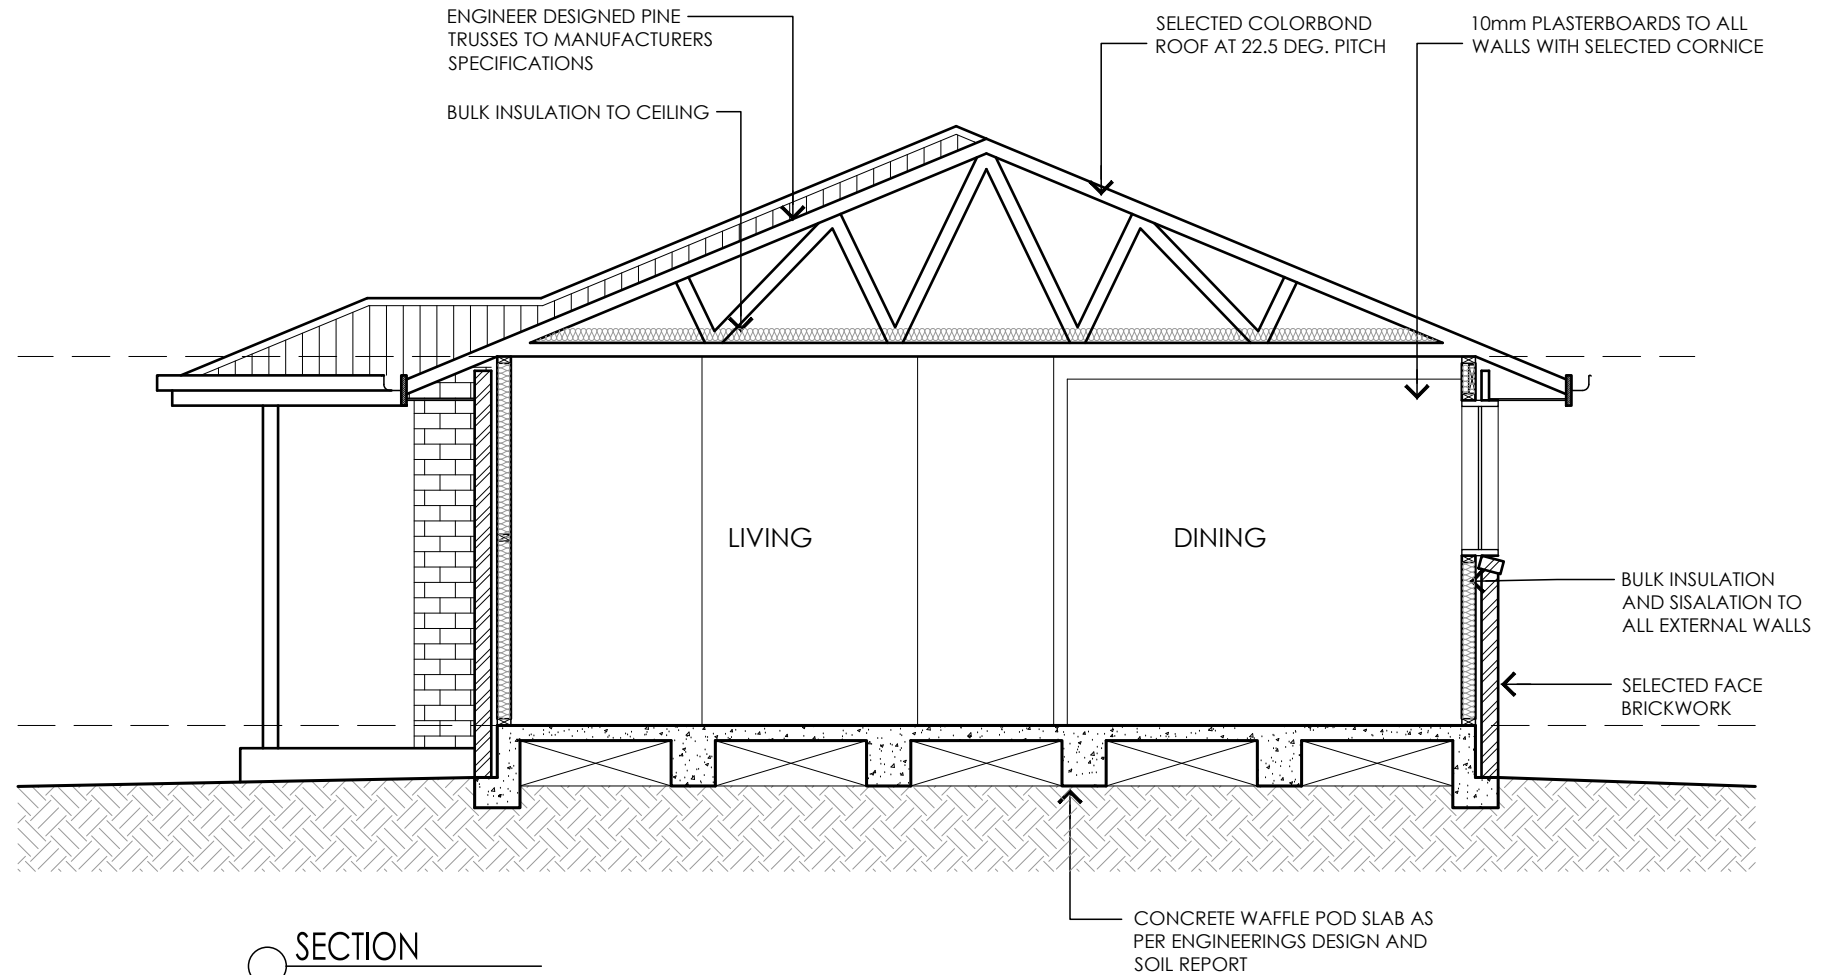 ENGINEER DESIGNED PINE
TRUSSES TO MANUFACTURERS
SPECIFICATIONS
BULK INSULATION TO CEILING
SELECTED COLORBOND
ROOF AT 22.5 DEG. PITCH
10mm PLASTERBOARDS TO ALL
WALLS WITH SELECTED CORNICE
LIVING
DINING
BULK INSULATION
AND SISALATION TO
ALL EXTERNAL WALLS
SELECTED FACE
BRICKWORK
CONCRETE WAFFLE POD SLAB AS
PER ENGINEERINGS DESIGN AND
SOIL REPORT
SECTION